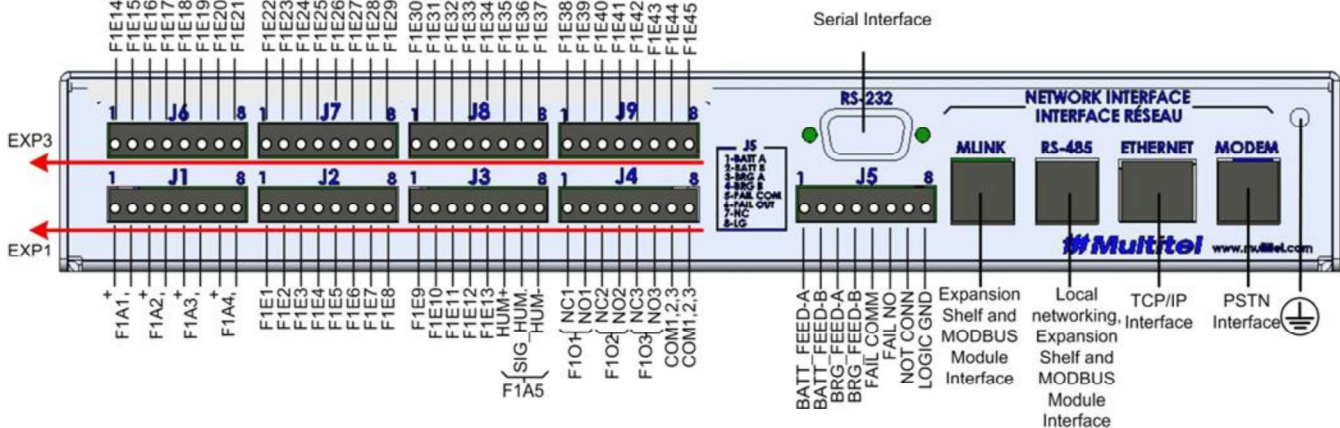 F1E14
F1E15
F1E16
F1E17
F1E18
F1E19
F1E20
F1E21
F1E22
F1E23
F1E24
F1E25
F1E26
F1E27
F1E28
F1E29
F1E30
F1E31
F1E32
F1E33
F1E34
F1E35
F1E36
F1E37
F1E38
F1E39
F1E40
F1E41
F1E42
F1E43
F1E44
F1E45
Serial Interface
1 J6 8
1 J7 8
1 J8 8
1 J9 8
RS-232
NETWORK INTERFACE
INTERFACE RÉSEAU
MLINK RS-485 ETHERNET MODEM
EXP3
J5
1-BATT A
2-BATT B
3-BRG A
4-BRG B
5-FAIL COM
6-FAIL OUT
7-NC
8-LG
1 J1 8
1 J2 8
1 J3 8
1 J4 8
1 J5 8
EXP1
Multitel www.multitel.com
+
F1A1,
-
+
F1A2,
-
+
F1A3,
-
+
F1A4,
-
F1E1
F1E2
F1E3
F1E4
F1E5
F1E6
F1E7
F1E8
F1E9
F1E10
F1E11
F1E12
F1E13
HUM+
SIG_HUM.
HUM-
F1A5
F1O1
NC1
NO1
F1O2
NC2
NO2
F1O3
NC3
NO3
COM1,2,3
COM1,2,3
BATT_FEED-A
BATT_FEED-B
BRG_FEED-A
BRG_FEED-B
FAIL COMM
FAIL NO
NOT CONN
LOGIC GND
Expansion
Shelf and
MODBUS
Module
Interface
Local
networking,
Expansion
Shelf and
MODBUS
Module
Interface
TCP/IP
Interface
PSTN
Interface